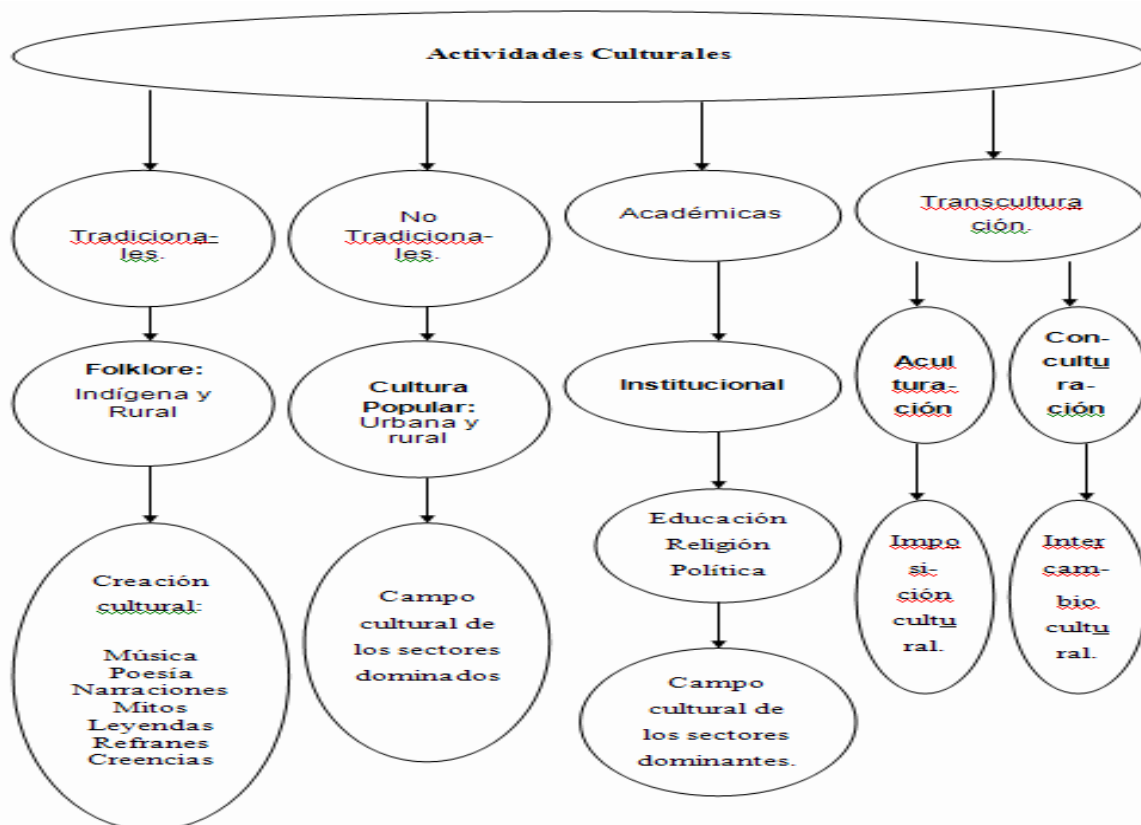 Actividades Culturales
Tradiciona-
les.
No
Tradiciona-
les.
Académicas
Transcultura
ción.
Folklore:
Indígena y
Rural
Cultura
Popular:
Urbana y
rural
Institucional
Acul
tura-
ción
Con-
cultu
ra-
ción
Creación
cultural:
Música
Poesía
Narraciones
Mitos
Leyendas
Refranes
Creencias
Campo
cultural de
los sectores
dominados
Educación
Religión
Política
Campo
cultural de
los sectores
dominantes.
Impo
si-
ción
cultu
ral.
Inter
cam-
bio
cultu
ral.